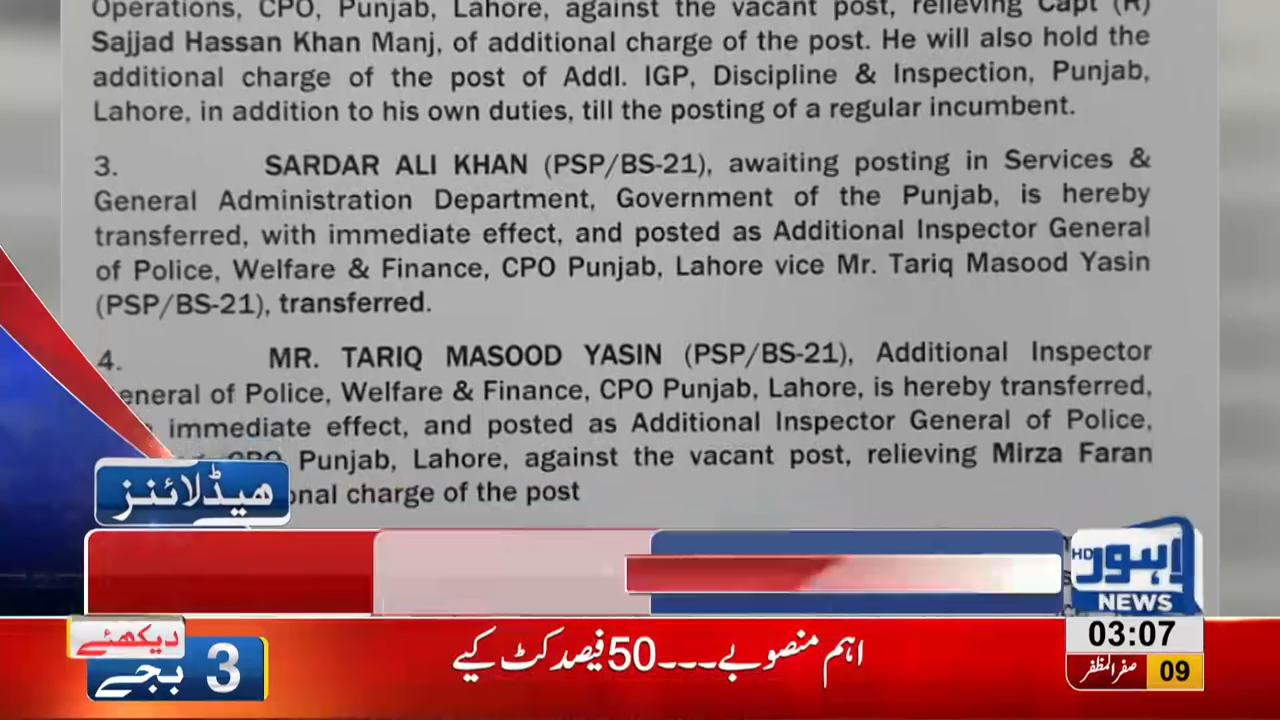 Operations, CPO, Punjab, Lahore, against the vacant post, relieving Capt (R)
Sajjad Hassan Khan Manj, of additional charge of the post. He will also hold the
additional charge of the post of Addl. IGP, Discipline & Inspection, Punjab,
Lahore, in addition to his own duties, till the posting of a regular incumbent.
3. SARDAR ALI KHAN (PSP/BS-21), awaiting posting in Services &
General Administration Department, Government of the Punjab, is hereby
transferred, with immediate effect, and posted as Additional Inspector General
of Police, Welfare & Finance, CPO Punjab, Lahore vice Mr. Tariq Masood Yasin
(PSP/BS-21), transferred.
4. MR. TARIQ MASOOD YASIN (PSP/BS-21), Additional Inspector
eneral of Police, Welfare & Finance, CPO Punjab, Lahore, is hereby transferred,
immediate effect, and posted as Additional Inspector General of Police,
CPO Punjab, Lahore, against the vacant post, relieving Mirza Faran
onal charge of the post
ہیڈلائنز
HD لاہور
NEWS
دیکھئے
3 بجے
اہم منصوبے۔۔۔50 فیصد کٹ کیے
03:07
09 صفر المظفر